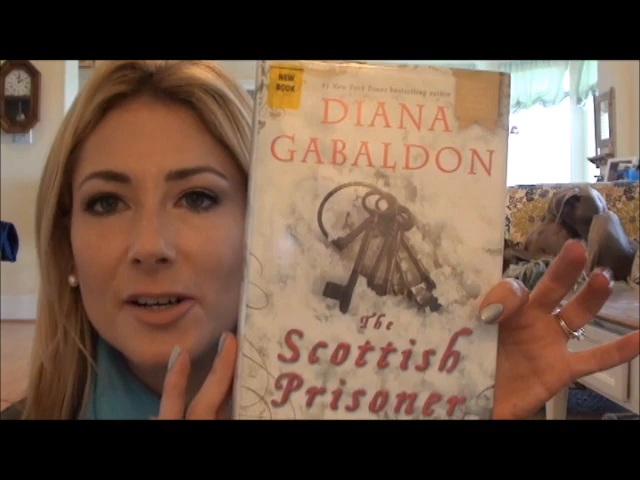 NEW
BOOK
#1 New York Times bestselling author
DIANA
GABALDON
The
Scottish
Prisoner